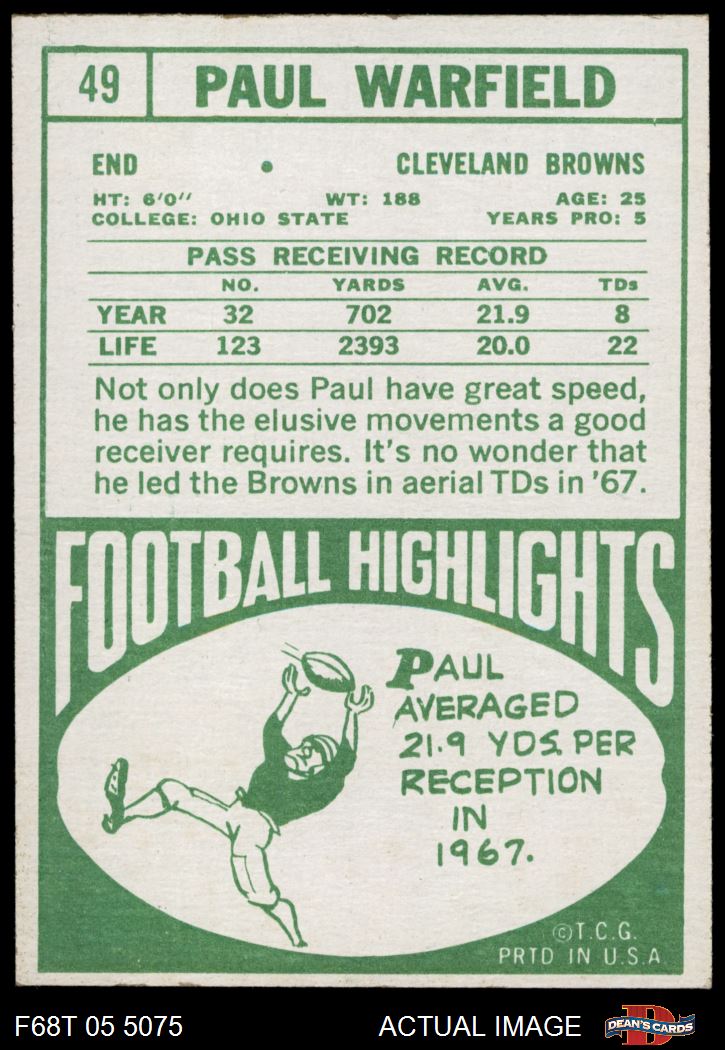 49 PAUL WARFIELD
END • CLEVELAND BROWNS
HT: 6'0" WT: 188 AGE: 25
COLLEGE: OHIO STATE YEARS PRO: 5
PASS RECEIVING RECORD
NO. YARDS AVG. TDs
YEAR 32 702 21.9 8
LIFE 123 2393 20.0 22
Not only does Paul have great speed,
he has the elusive movements a good
receiver requires. It's no wonder that
he led the Browns in aerial TDs in '67.
FOOTBALL HIGHLIGHTS
PAUL
AVERAGED
21.9 YDS. PER
RECEPTION
IN
1967.
©T.C.G.
PRTD IN U.S.A
F68T 05 5075 ACTUAL IMAGE D DEAN'S CARDS